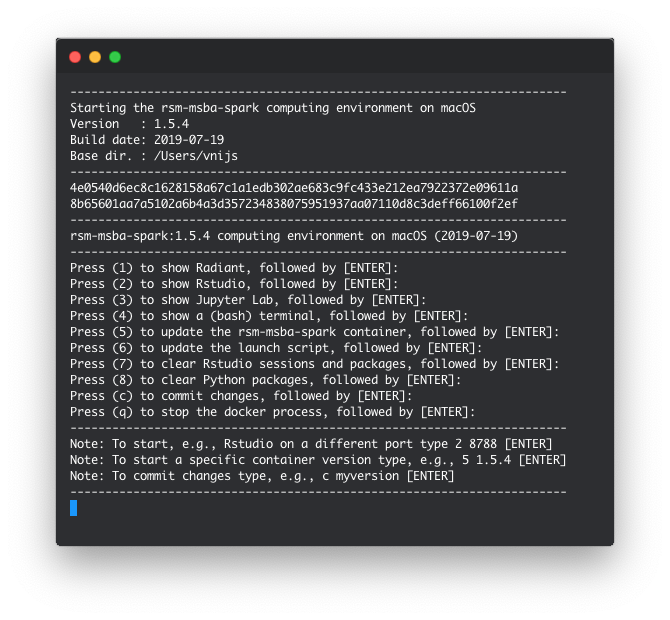 -----------------------------------------------------------------------
Starting the rsm-msba-spark computing environment on macOS
Version   : 1.5.4
Build date: 2019-07-19
Base dir. : /Users/vnijs
-----------------------------------------------------------------------
4e0540d6ec8c1628158a67c1a1edb302ae683c9fc433e212ea7922372e09611a
8b65601aa7a5102a6b4a3d357234838075951937aa07110d8c3deff66100f2ef
-----------------------------------------------------------------------
rsm-msba-spark:1.5.4 computing environment on macOS (2019-07-19)
-----------------------------------------------------------------------
Press (1) to show Radiant, followed by [ENTER]:
Press (2) to show Rstudio, followed by [ENTER]:
Press (3) to show Jupyter Lab, followed by [ENTER]:
Press (4) to show a (bash) terminal, followed by [ENTER]:
Press (5) to update the rsm-msba-spark container, followed by [ENTER]:
Press (6) to update the launch script, followed by [ENTER]:
Press (7) to clear Rstudio sessions and packages, followed by [ENTER]:
Press (8) to clear Python packages, followed by [ENTER]:
Press (c) to commit changes, followed by [ENTER]:
Press (q) to stop the docker process, followed by [ENTER]:
-----------------------------------------------------------------------
Note: To start, e.g., Rstudio on a different port type 2 8788 [ENTER]
Note: To start a specific container version type, e.g., 5 1.5.4 [ENTER]
Note: To commit changes type, e.g., c myversion [ENTER]
-----------------------------------------------------------------------